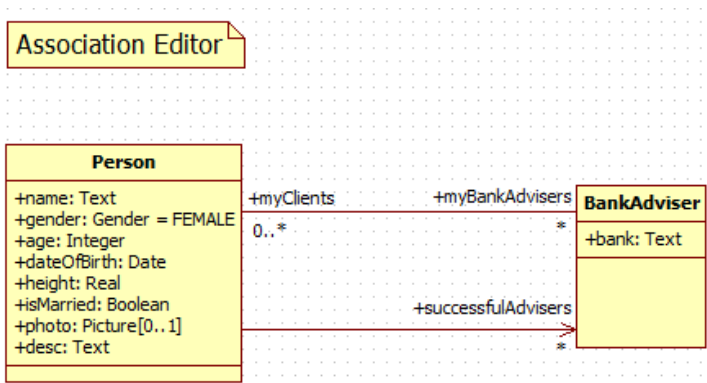 Association Editor
Person
+name: Text
+gender: Gender = FEMALE
+age: Integer
+dateOfBirth: Date
+height: Real
+isMarried: Boolean
+photo: Picture[0..1]
+desc: Text
+myClients
0..*
+myBankAdvisers
*
+successfulAdvisers
*
BankAdviser
+bank: Text